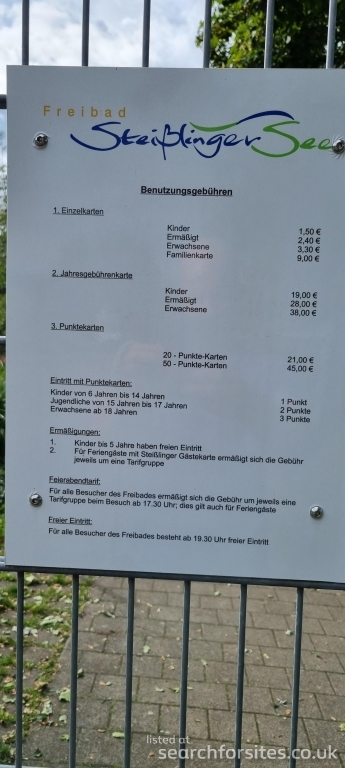 Freibad
Steißlinger See
Benutzungsgebühren
1. Einzelkarten
Kinder 1,50 €
Ermäßigt 2,40 €
Erwachsene 3,30 €
Familienkarte 9,00 €
2. Jahresgebührenkarte
Kinder 19,00 €
Ermäßigt 28,00 €
Erwachsene 38,00 €
3. Punktekarten
20 - Punkte-Karten 21,00 €
50 - Punkte-Karten 45,00 €
Eintritt mit Punktekarten:
Kinder von 6 Jahren bis 14 Jahren 1 Punkt
Jugendliche von 15 Jahren bis 17 Jahren 2 Punkte
Erwachsene ab 18 Jahren 3 Punkte
Ermäßigungen:
1. Kinder bis 5 Jahre haben freien Eintritt
2. Für Feriengäste mit Steißlinger Gästekarte ermäßigt sich die Gebühr
jeweils um eine Tarifgruppe
Feierabendtarif:
Für alle Besucher des Freibades ermäßigt sich die Gebühr um jeweils eine
Tarifgruppe beim Besuch ab 17.30 Uhr; dies gilt auch für Feriengäste
Freier Eintritt:
Für alle Besucher des Freibades besteht ab 19.30 Uhr freier Eintritt
listed at
searchforsites.co.uk